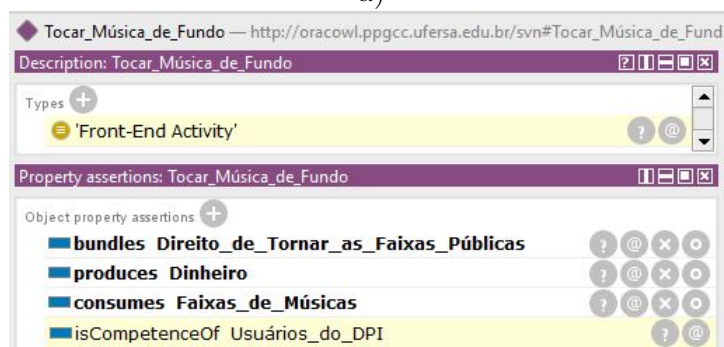 Tocar_Música_de_Fundo — http://oracowl.ppgcc.ufersa.edu.br/svn#Tocar_Música_de_Fund
Description: Tocar_Música_de_Fundo
Types
'Front-End Activity'
Property assertions: Tocar_Música_de_Fundo
Object property assertions
bundles Direito_de_Tornar_as_Faixas_Públicas
produces Dinheiro
consumes Faixas_de_Músicas
isCompetenceOf Usuários_do_DPI